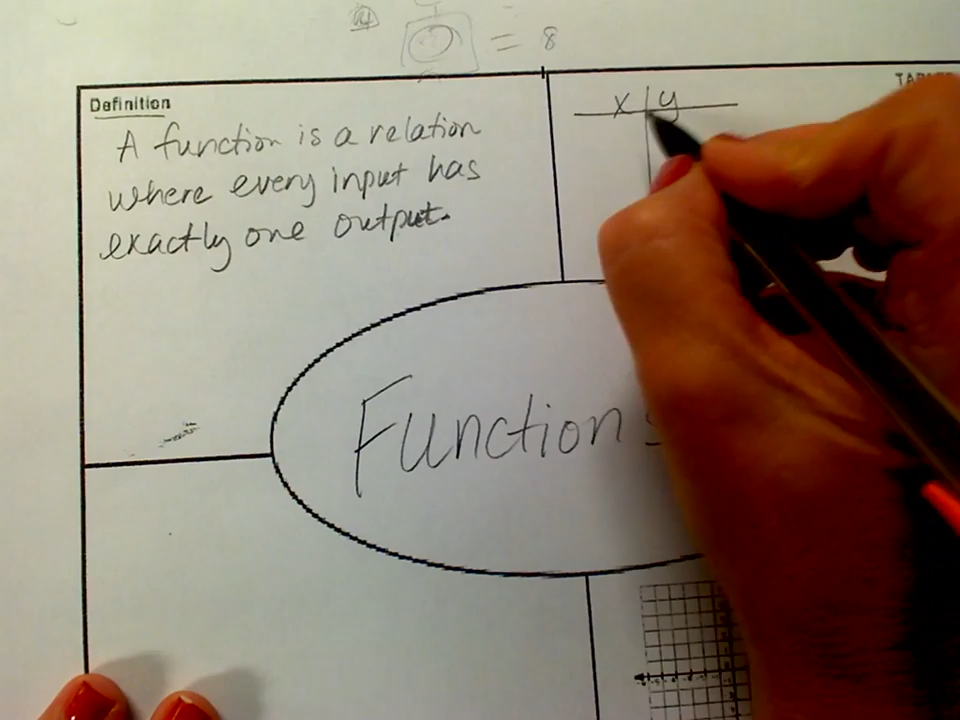 = 8
Definition
A function is a relation
where every input has
exactly one output.
x y
Function